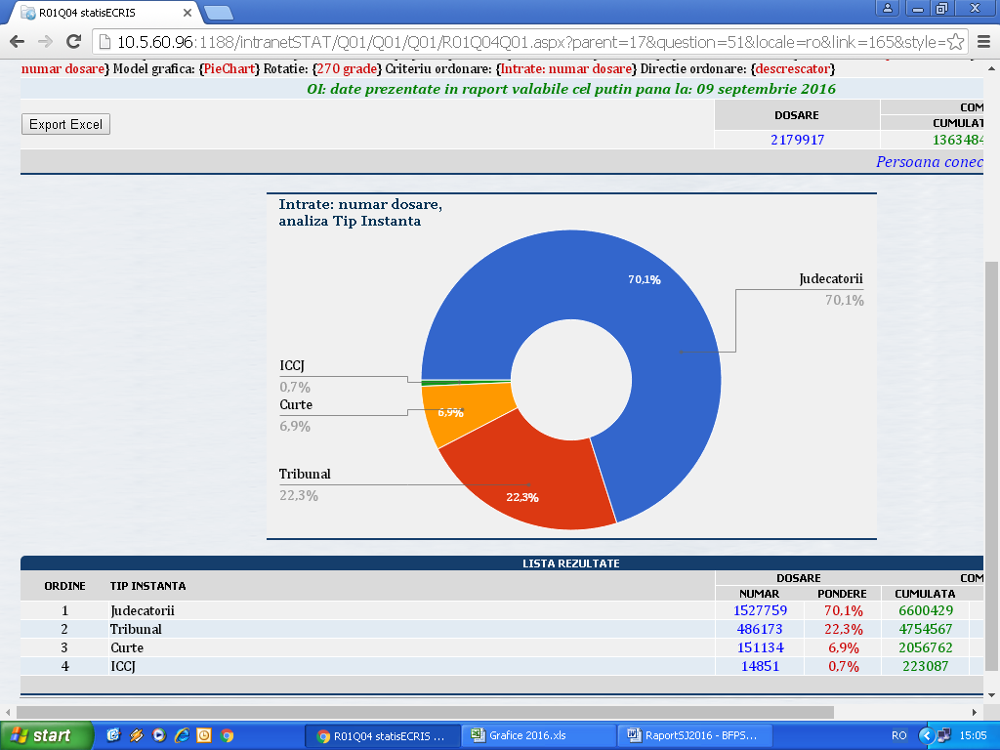 R01Q04 statisECRIS
10.5.60.96:1188/intranetSTAT/Q01/Q01/Q01/R01Q04Q01.aspx?parent=17&question=51&locale=ro&link=165&style=
numar dosare} Model grafica: {PieChart} Rotatie: {270 grade} Criteriu ordonare: {Intrate: numar dosare} Directie ordonare: {descrescator}
OI: date prezentate in raport valabile cel putin pana la: 09 septembrie 2016
Export Excel
DOSARE
COM
CUMULAT
2179917
1363484
Persoana conec
Intrate: numar dosare,
analiza Tip Instanta
70,1%
Judecatorii
70,1%
ICCJ
0,7%
Curte
6,9%
6,9%
Tribunal
22,3%
22,3%
LISTA REZULTATE
ORDINE TIP INSTANTA DOSARE COM
NUMAR PONDERE CUMULATA
1 Judecatorii 1527759 70,1% 6600429
2 Tribunal 486173 22,3% 4754567
3 Curte 151134 6,9% 2056762
4 ICCJ 14851 0,7% 223087
start
R01Q04 statisECRIS ...
Grafice 2016.xls
RaportSJ2016 - BFPS...
RO
15:05